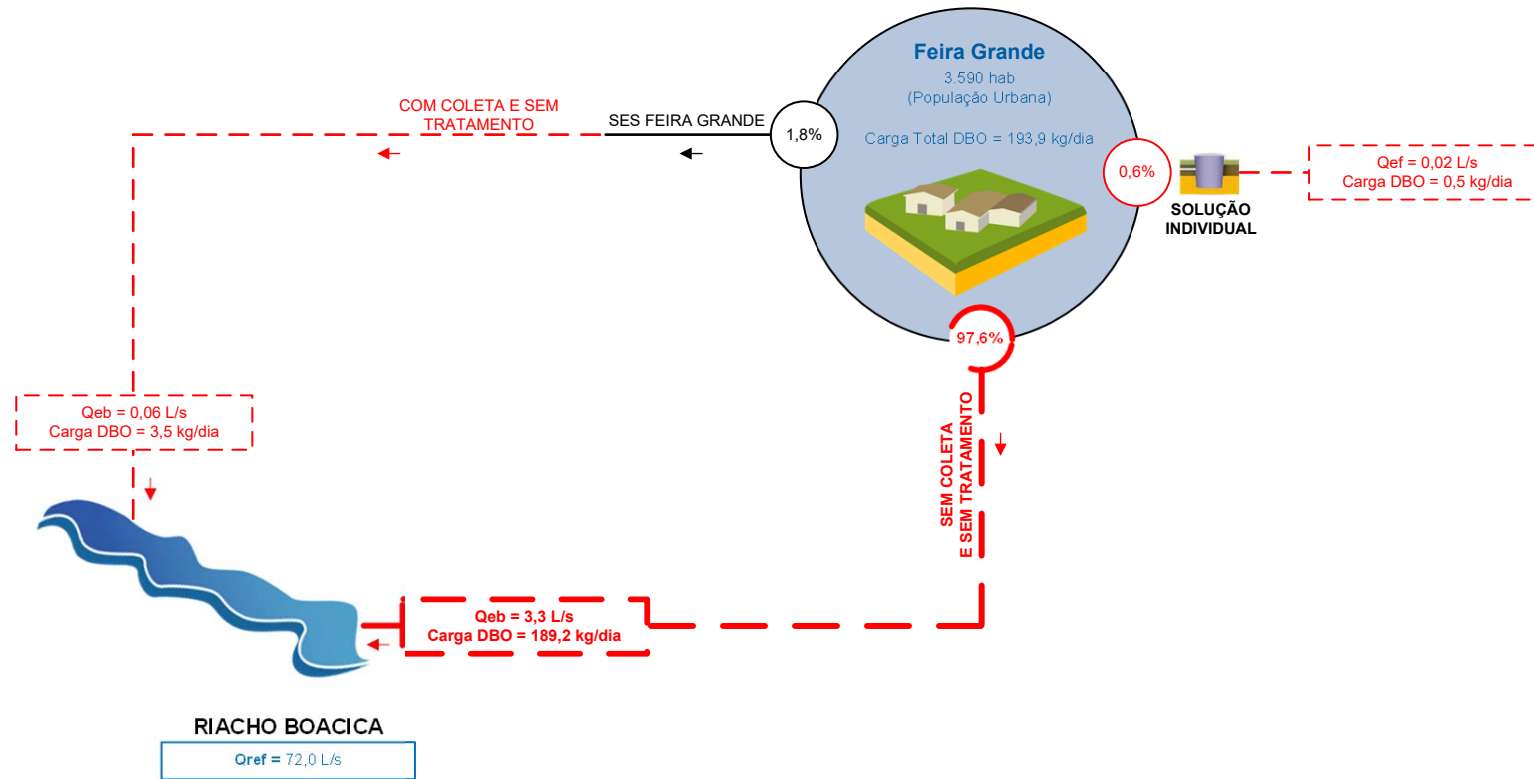 Feira Grande
3.590 hab
(População Urbana)
Carga Total DBO = 193,9 kg/dia
COM COLETA E SEM
TRATAMENTO
SES FEIRA GRANDE
1,8%
0,6%
SOLUÇÃO
INDIVIDUAL
Qef = 0,02 L/s
Carga DBO = 0,5 kg/dia
97,6%
SEM COLETA
E SEM TRATAMENTO
Qeb = 0,06 L/s
Carga DBO = 3,5 kg/dia
Qeb = 3,3 L/s
Carga DBO = 189,2 kg/dia
RIACHO BOACICA
Qref = 72,0 L/s